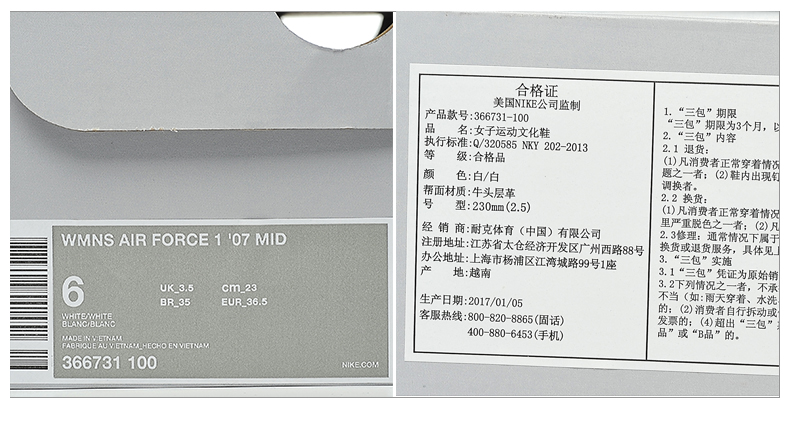 WMNS AIR FORCE 1 '07 MID
6
UK_3.5 cm_23
BR_35 EUR_36.5
WHITE/WHITE
BLANC/BLANC
MADE IN VIETNAM
FABRIQUE AU VIETNAM_HECHO EN VIETNAM
366731 100
NIKE.COM
合格证
美国NIKE公司监制
产品款号:366731-100
品 名:女子运动文化鞋
执行标准:Q/320585 NKY 202-2013
等 级:合格品
颜 色:白/白
帮面材质:牛头层革
号 型:230mm(2.5)
经 销 商:耐克体育（中国）有限公司
注册地址:江苏省太仓经济开发区广州西路88号
办公地址:上海市杨浦区江湾城路99号1座
产 地:越南
生产日期:2017/01/05
客服热线:800-820-8865(固话)
400-880-6453(手机)
1.“三包”期限
“三包”期限为3个月，以
2.“三包”内容
2.1 退货:
(1)凡消费者正常穿着情况
题之一者; (2)鞋内出现钉
调换者。
2.2 换货:
(1)凡消费者正常穿着情况
里严重脱色之一者; (2)凡
2.3修理: 通常情况下属于
换货或退货服务，具体见上
3.“三包”实施
3.1“三包”凭证为原始销
3.2下列情况之一者，不承
不当（如:雨天穿着、水洗
的; (2)消费者自行拆动或
发票的; (4)超出“三包”
品”或“B品”的。